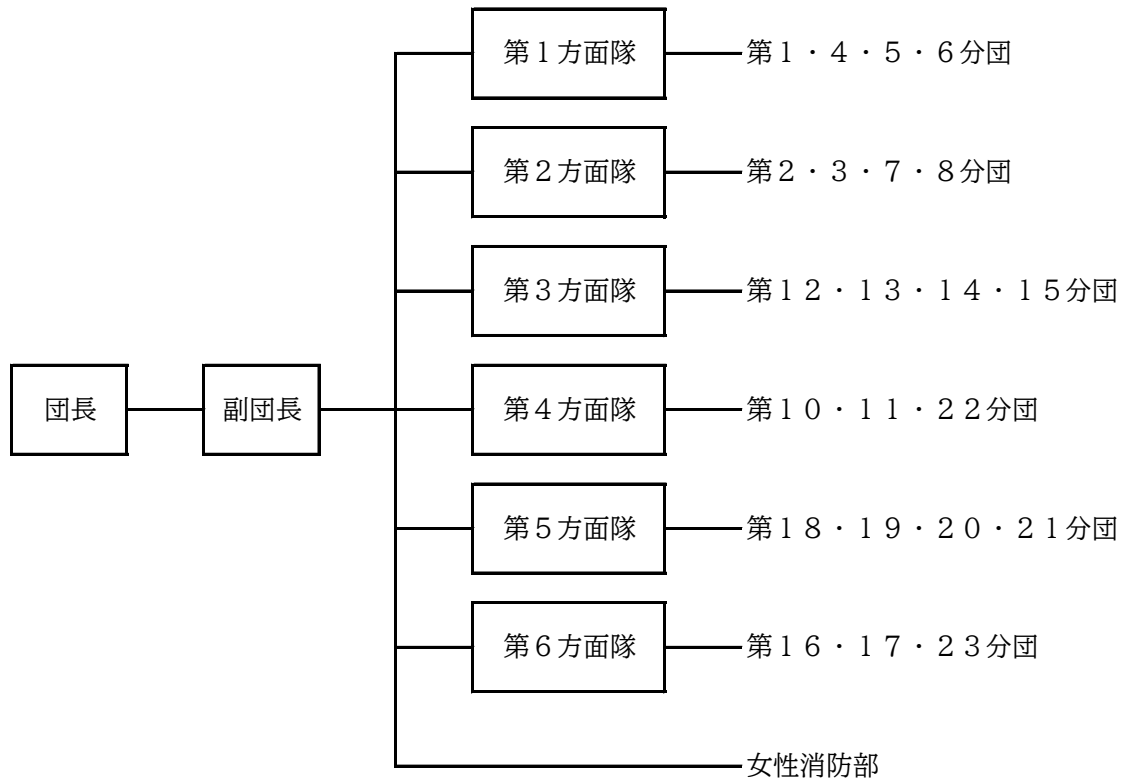 第１方面隊 第１・４・５・６分団
第２方面隊 第２・３・７・８分団
第３方面隊 第１２・１３・１４・１５分団
団長 副団長 第４方面隊 第１０・１１・２２分団
第５方面隊 第１８・１９・２０・２１分団
第６方面隊 第１６・１７・２３分団
女性消防部